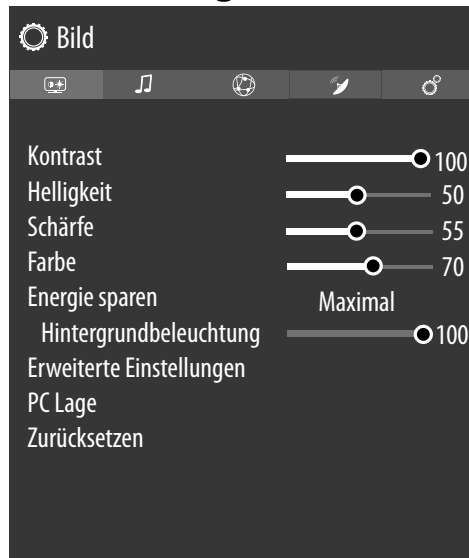 Bild
Kontrast 100
Helligkeit 50
Schärfe 55
Farbe 70
Energie sparen Maximal
Hintergrundbeleuchtung 100
Erweiterte Einstellungen
PC Lage
Zurücksetzen